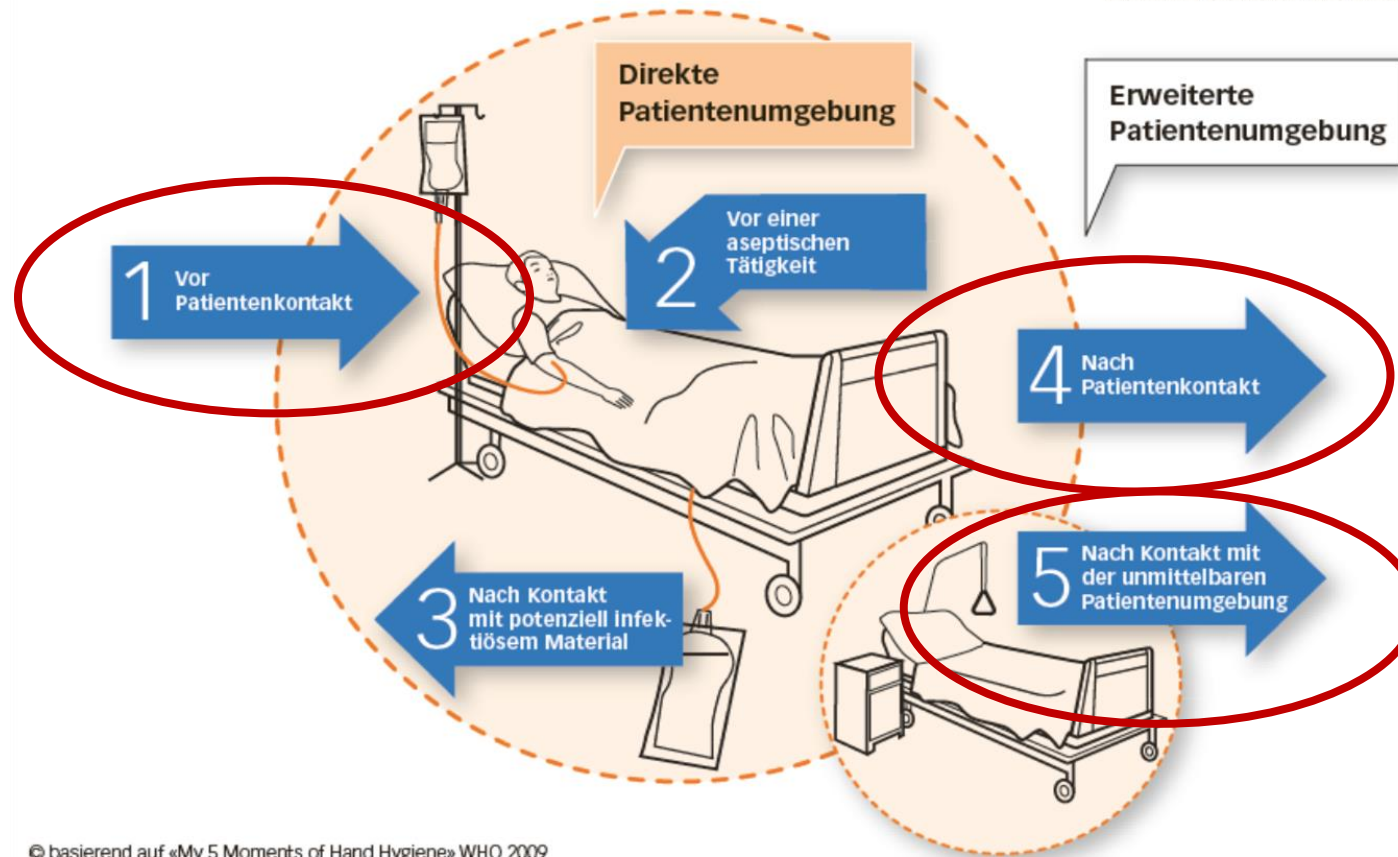 Direkte
Patientenumgebung
Erweiterte
Patientenumgebung
1 Vor
Patientenkontakt
2 Vor einer
aseptischen
Tätigkeit
3 Nach Kontakt
mit potenziell infek-
tiösem Material
4 Nach
Patientenkontakt
5 Nach Kontakt mit
der unmittelbaren
Patientenumgebung
© basierend auf «My 5 Moments of Hand Hygiene» WHO 2009